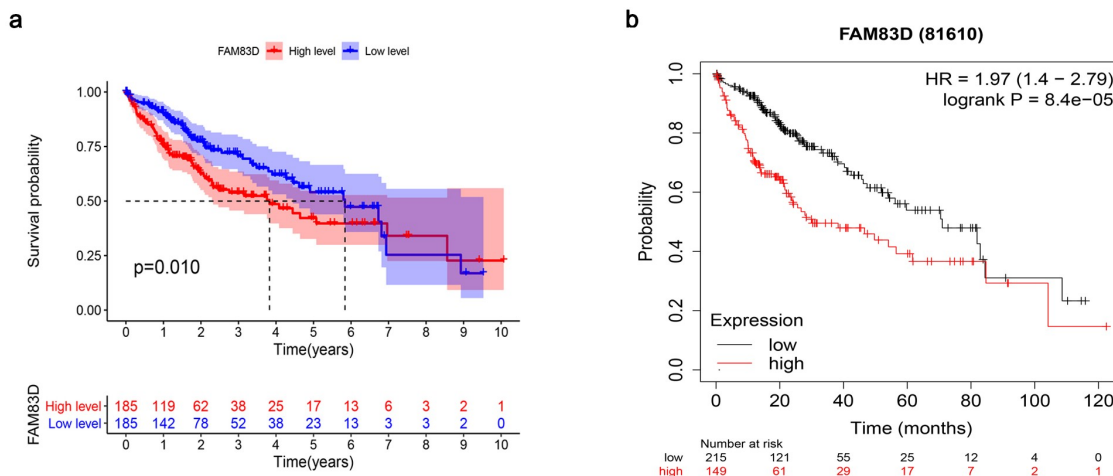 a
FAM83D High level Low level
Survival probability
1.00
0.75
0.50
0.25
0.00
p=0.010
0 1 2 3 4 5 6 7 8 9 10
Time(years)
FAM83D
High level 185 119 62 38 25 17 13 6 3 2 1
Low level 185 142 78 52 38 23 13 3 3 2 0
0 1 2 3 4 5 6 7 8 9 10
Time(years)
b
FAM83D (81610)
HR = 1.97 (1.4 − 2.79)
logrank P = 8.4e−05
Probability
1.0
0.8
0.6
0.4
0.2
0.0
Expression
low
high
0 20 40 60 80 100 120
Time (months)
Number at risk
low 215 121 55 25 12 4 0
high 149 61 29 17 7 2 1